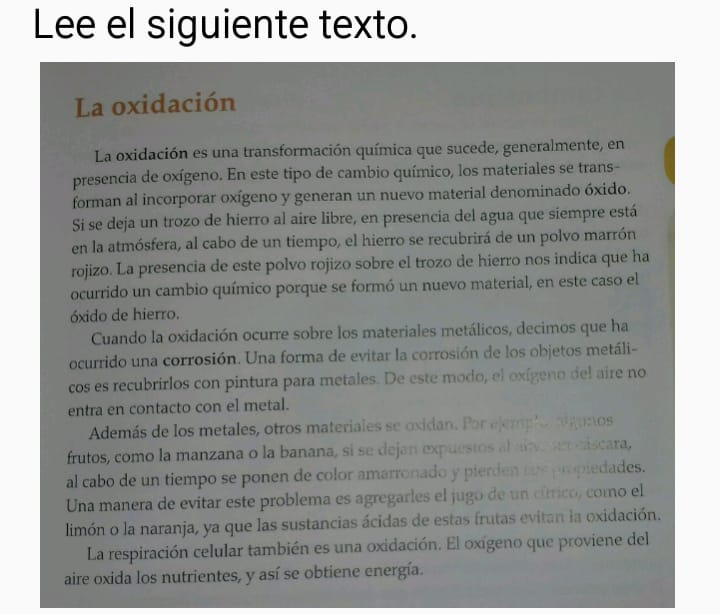 Lee el siguiente texto.
La oxidación
La oxidación es una transformación química que sucede, generalmente, en
presencia de oxígeno. En este tipo de cambio químico, los materiales se trans-
forman al incorporar oxígeno y generan un nuevo material denominado óxido.
Si se deja un trozo de hierro al aire libre, en presencia del agua que siempre está
en la atmósfera, al cabo de un tiempo, el hierro se recubrirá de un polvo marrón
rojizo. La presencia de este polvo rojizo sobre el trozo de hierro nos indica que ha
ocurrido un cambio químico porque se formó un nuevo material, en este caso el
óxido de hierro.
Cuando la oxidación ocurre sobre los materiales metálicos, decimos que ha
ocurrido una corrosión. Una forma de evitar la corrosión de los objetos metáli-
cos es recubrirlos con pintura para metales. De este modo, el oxígeno del aire no
entra en contacto con el metal.
Además de los metales, otros materiales se oxidan. Por ejemplo, algunos
frutos, como la manzana o la banana, si se dejan expuestos al cáscara,
al cabo de un tiempo se ponen de color amarronado y pierden sus propiedades.
Una manera de evitar este problema es agregarles el jugo de un cítrico, como el
limón o la naranja, ya que las sustancias ácidas de estas frutas evitan la oxidación.
La respiración celular también es una oxidación. El oxígeno que proviene del
aire oxida los nutrientes, y así se obtiene energía.